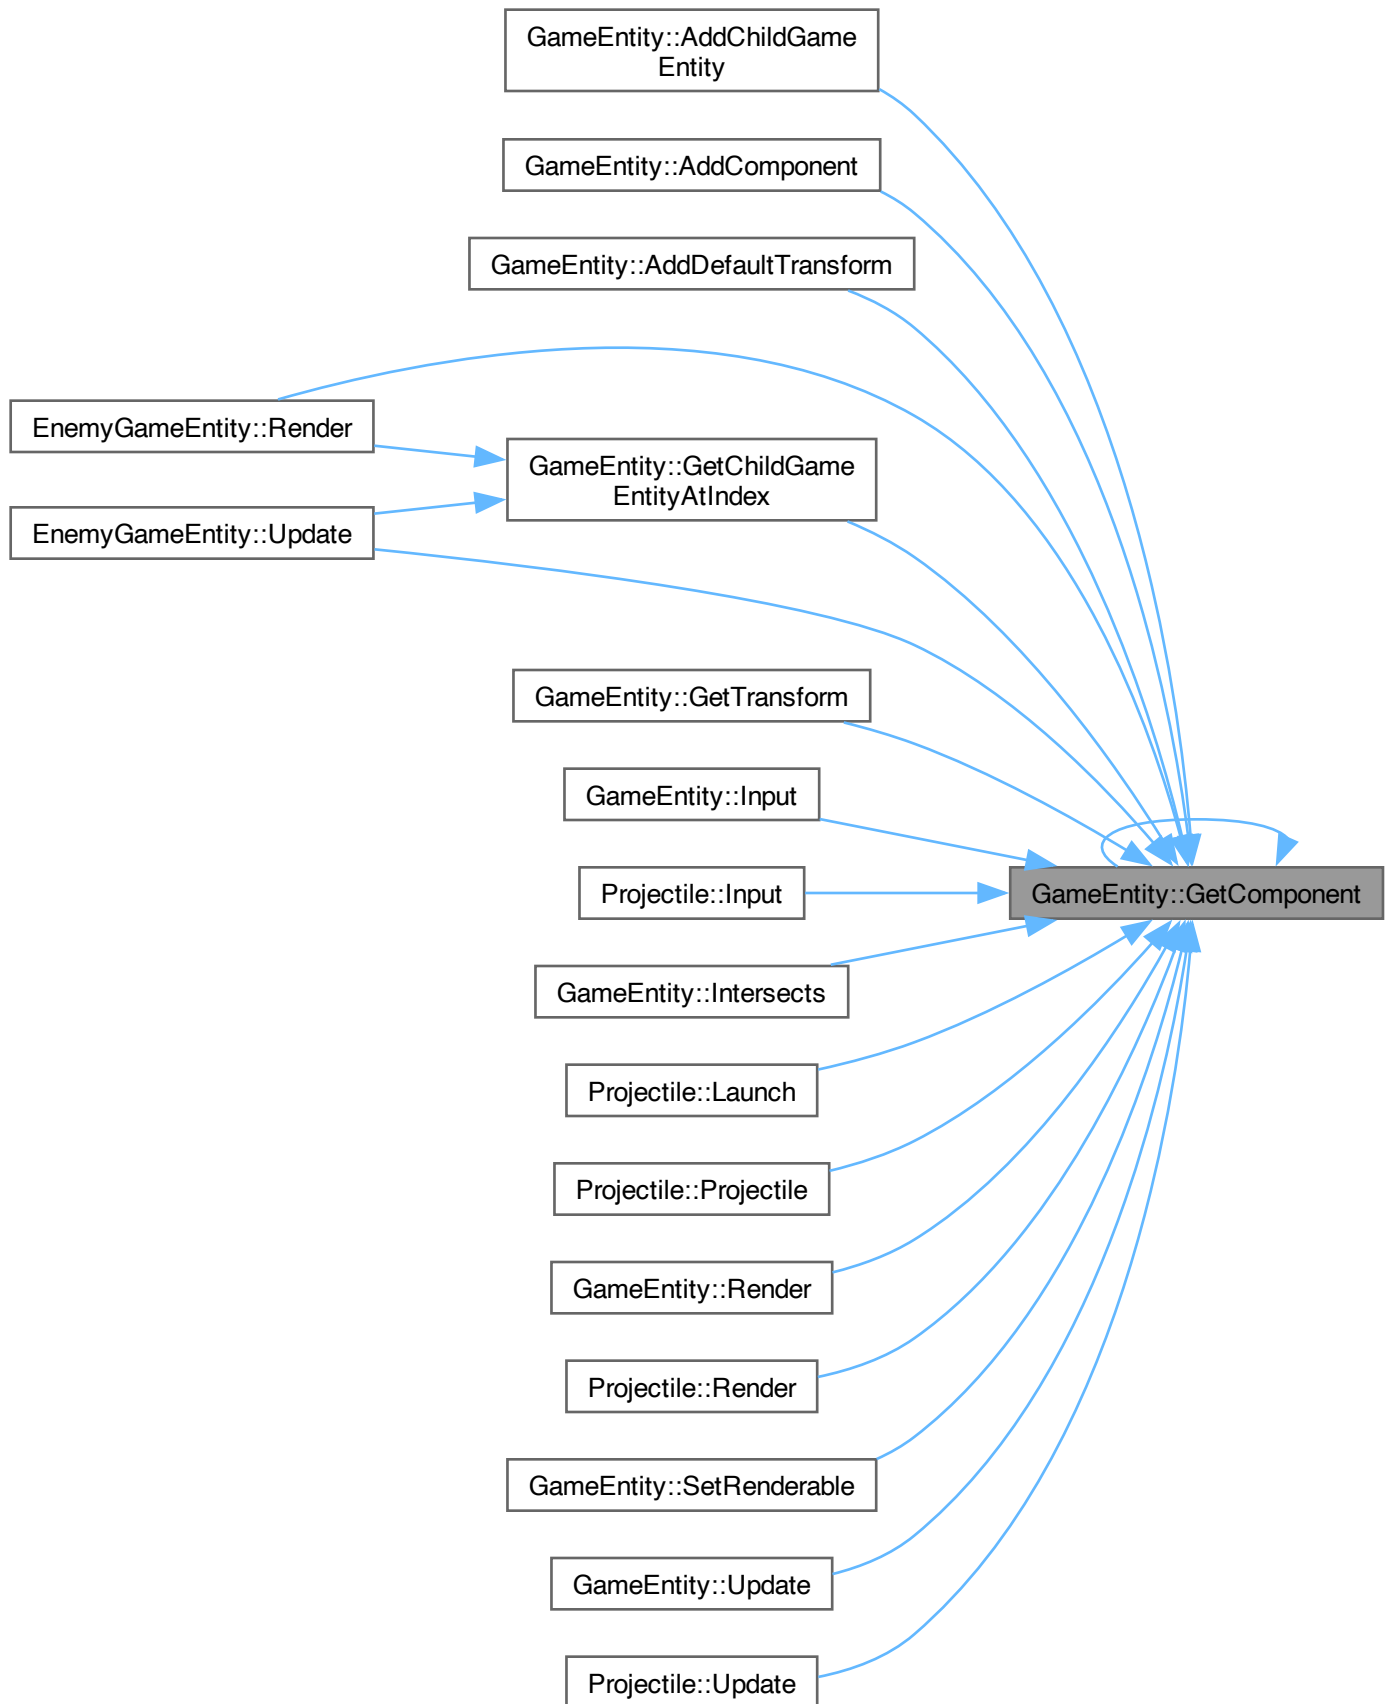 GameEntity::AddChildGame
Entity
GameEntity::AddComponent
GameEntity::AddDefaultTransform
EnemyGameEntity::Render
GameEntity::GetChildGame
EntityAtIndex
EnemyGameEntity::Update
GameEntity::GetTransform
GameEntity::Input
Projectile::Input
GameEntity::GetComponent
GameEntity::Intersects
Projectile::Launch
Projectile::Projectile
GameEntity::Render
Projectile::Render
GameEntity::SetRenderable
GameEntity::Update
Projectile::Update